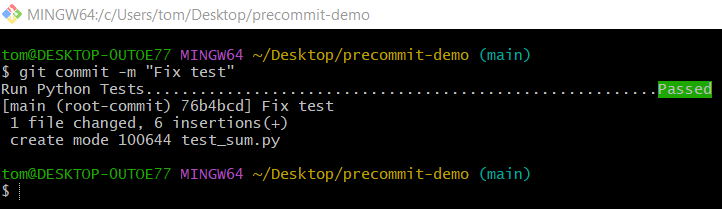 MINGW64:/c/Users/tom/Desktop/precommit-demo
tom@DESKTOP-OUTOE77 MINGW64 ~/Desktop/precommit-demo (main)
$ git commit -m "Fix test"
Run Python Tests.........................................................Passed
[main (root-commit) 76b4bcd] Fix test
 1 file changed, 6 insertions(+)
 create mode 100644 test_sum.py
tom@DESKTOP-OUTOE77 MINGW64 ~/Desktop/precommit-demo (main)
$